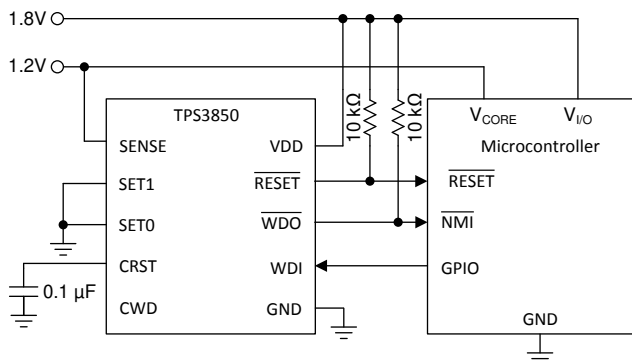 1.8V
1.2V
TPS3850
SENSE
SET1
SET0
CRST
CWD
VDD
RESET
WDO
WDI
GND
0.1 µF
10 kΩ
10 kΩ
VCORE
VI/O
Microcontroller
RESET
NMI
GPIO
GND